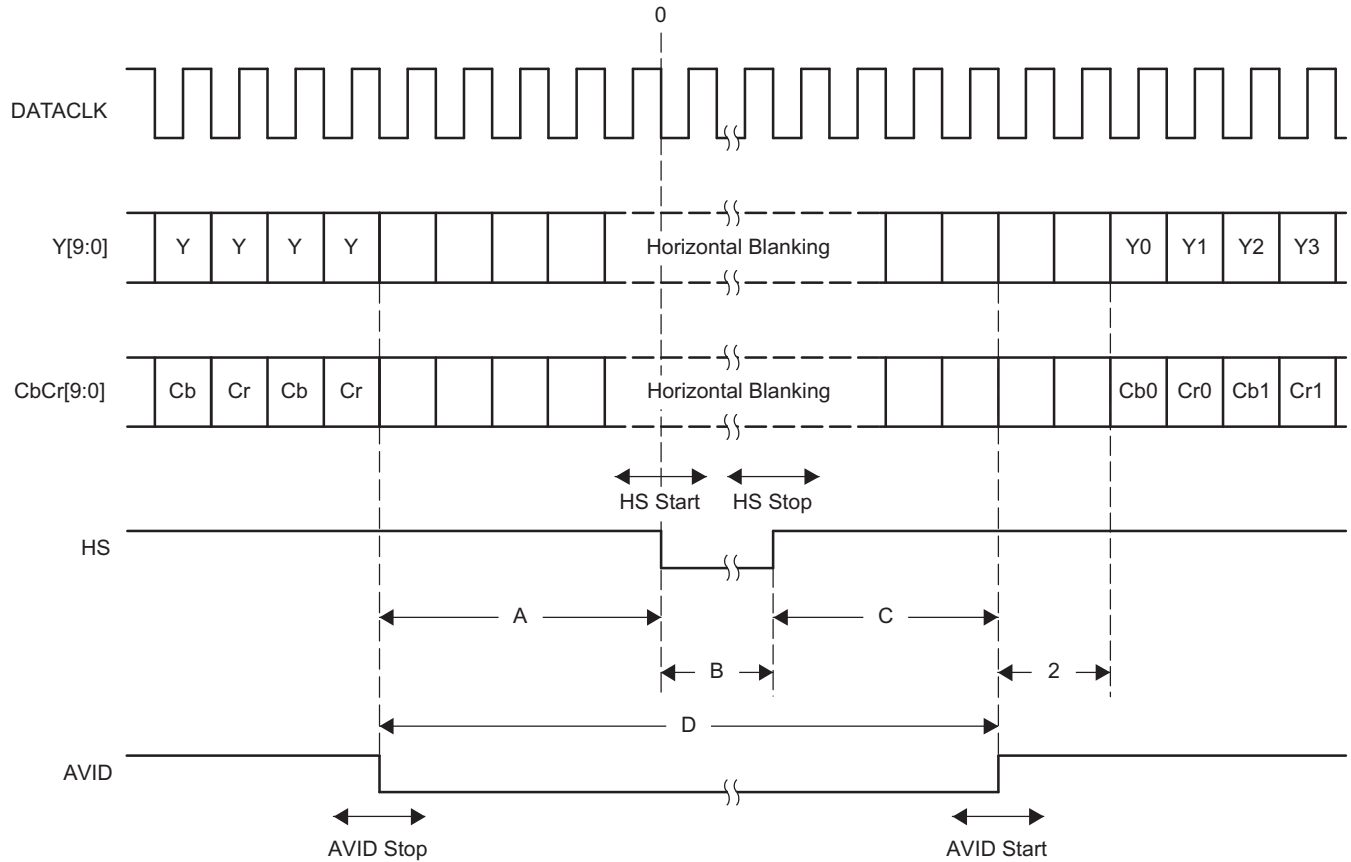 0
DATACLK
Y[9:0] Y Y Y Y Horizontal Blanking Y0 Y1 Y2 Y3
CbCr[9:0] Cb Cr Cb Cr Horizontal Blanking Cb0 Cr0 Cb1 Cr1
HS Start HS Stop
HS
A C
B 2
D
AVID
AVID Stop AVID Start